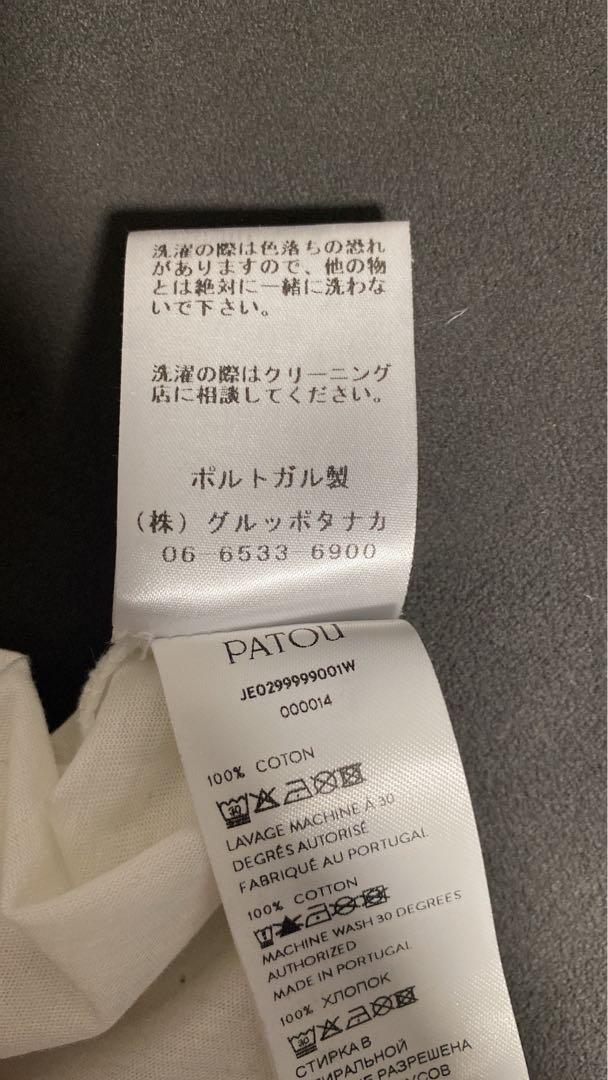 洗濯の際は色落ちの恐れ
がありますので、他の物
とは絶対に一緒に洗わな
いで下さい。
洗濯の際はクリーニング
店に相談してください。
ポルトガル製
（株）グルッポタナカ
06-6533-6900
PATOU
JE0299999001W
000014
100% COTON
30
LAVAGE MACHINE À 30
DEGRÉS AUTORISÉ
FABRIQUÉ AU PORTUGAL
100% COTTON
MACHINE WASH 30 DEGREES
AUTHORIZED
MADE IN PORTUGAL
100% ХЛОПОК
30
СТИРКА В
РАЗРЕШЕНА